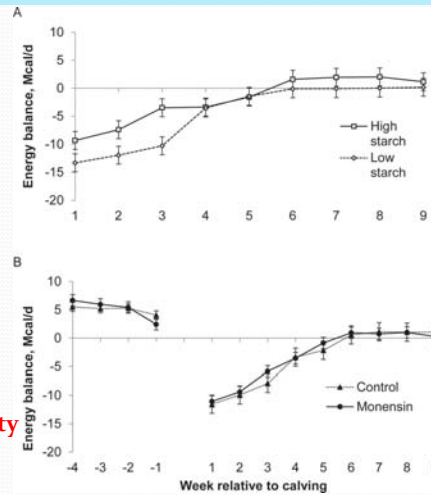 A
Energy balance, Mcal/d
10
5
0
-5
-10
-15
-20
High
starch
Low
starch
1 2 3 4 5 6 7 8 9
B
Energy balance, Mcal/d
10
5
0
-5
-10
-15
-20
Control
Monensin
-4 -3 -2 -1 1 2 3 4 5 6 7 8
Week relative to calving
ty